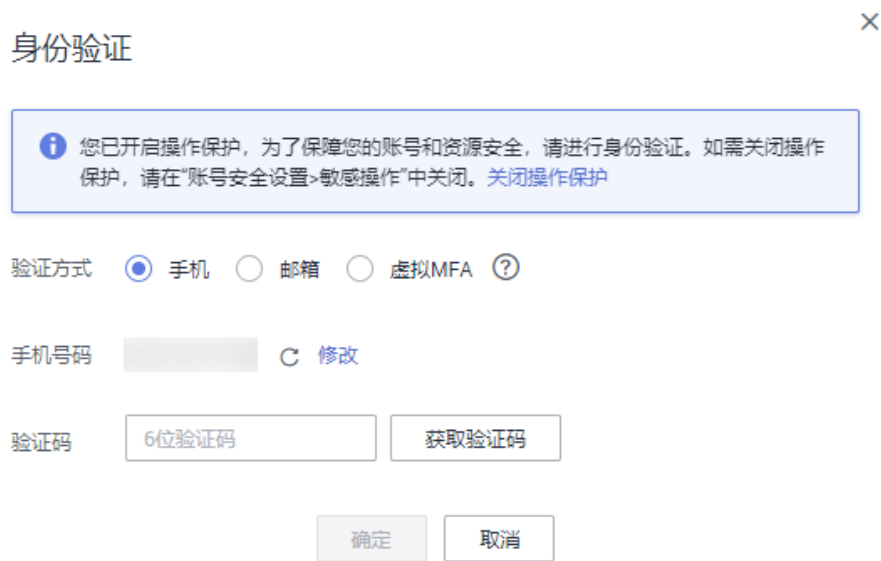 身份验证
您已开启操作保护，为了保障您的账号和资源安全，请进行身份验证。如需关闭操作
保护，请在“账号安全设置>敏感操作”中关闭。关闭操作保护
验证方式 手机 邮箱 虚拟MFA ?
手机号码 修改
验证码 6位验证码 获取验证码
确定 取消